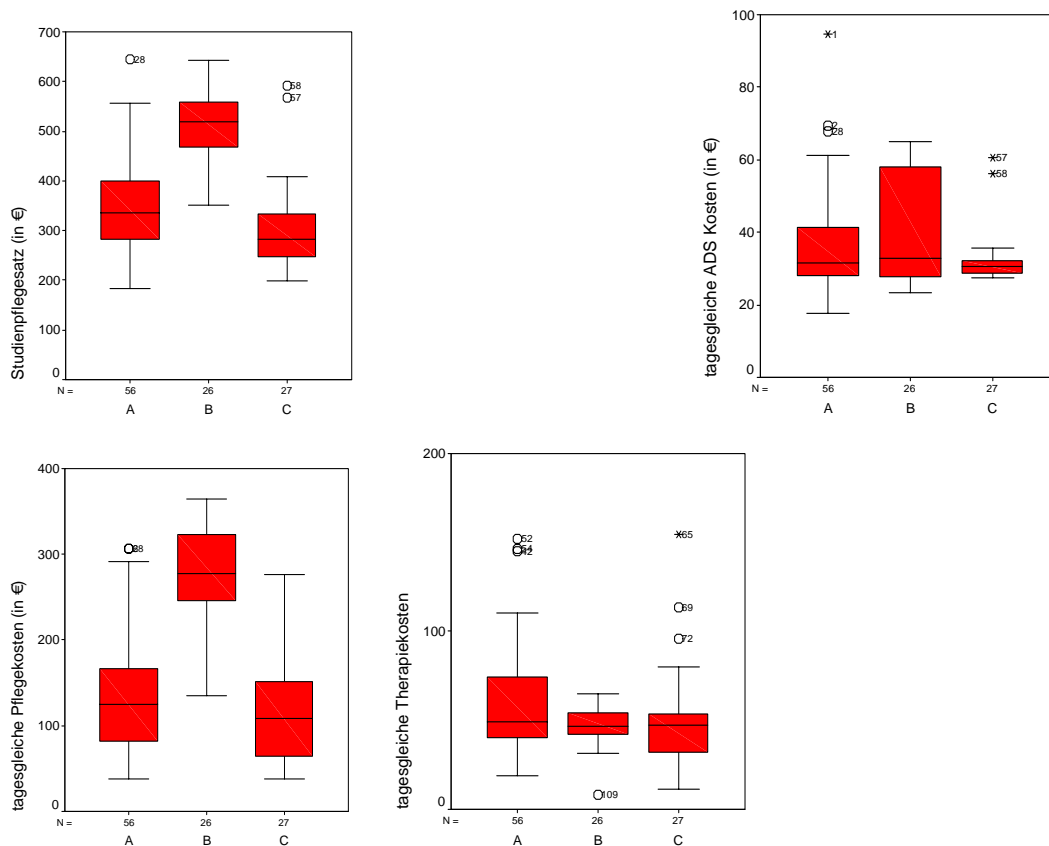 Studienpflegesatz (in €)
700
600
500
400
300
200
100
0
28
58
57
N =
56
26
27
A
B
C
tagesgleiche ADS Kosten (in €)
100
80
60
40
20
0
1
2
28
57
58
N =
56
26
27
A
B
C
tagesgleiche Pflegekosten (in €)
400
300
200
100
0
N =
56
26
27
A
B
C
tagesgleiche Therapiekosten
200
100
0
52
54
42
109
65
69
72
N =
56
26
27
A
B
C